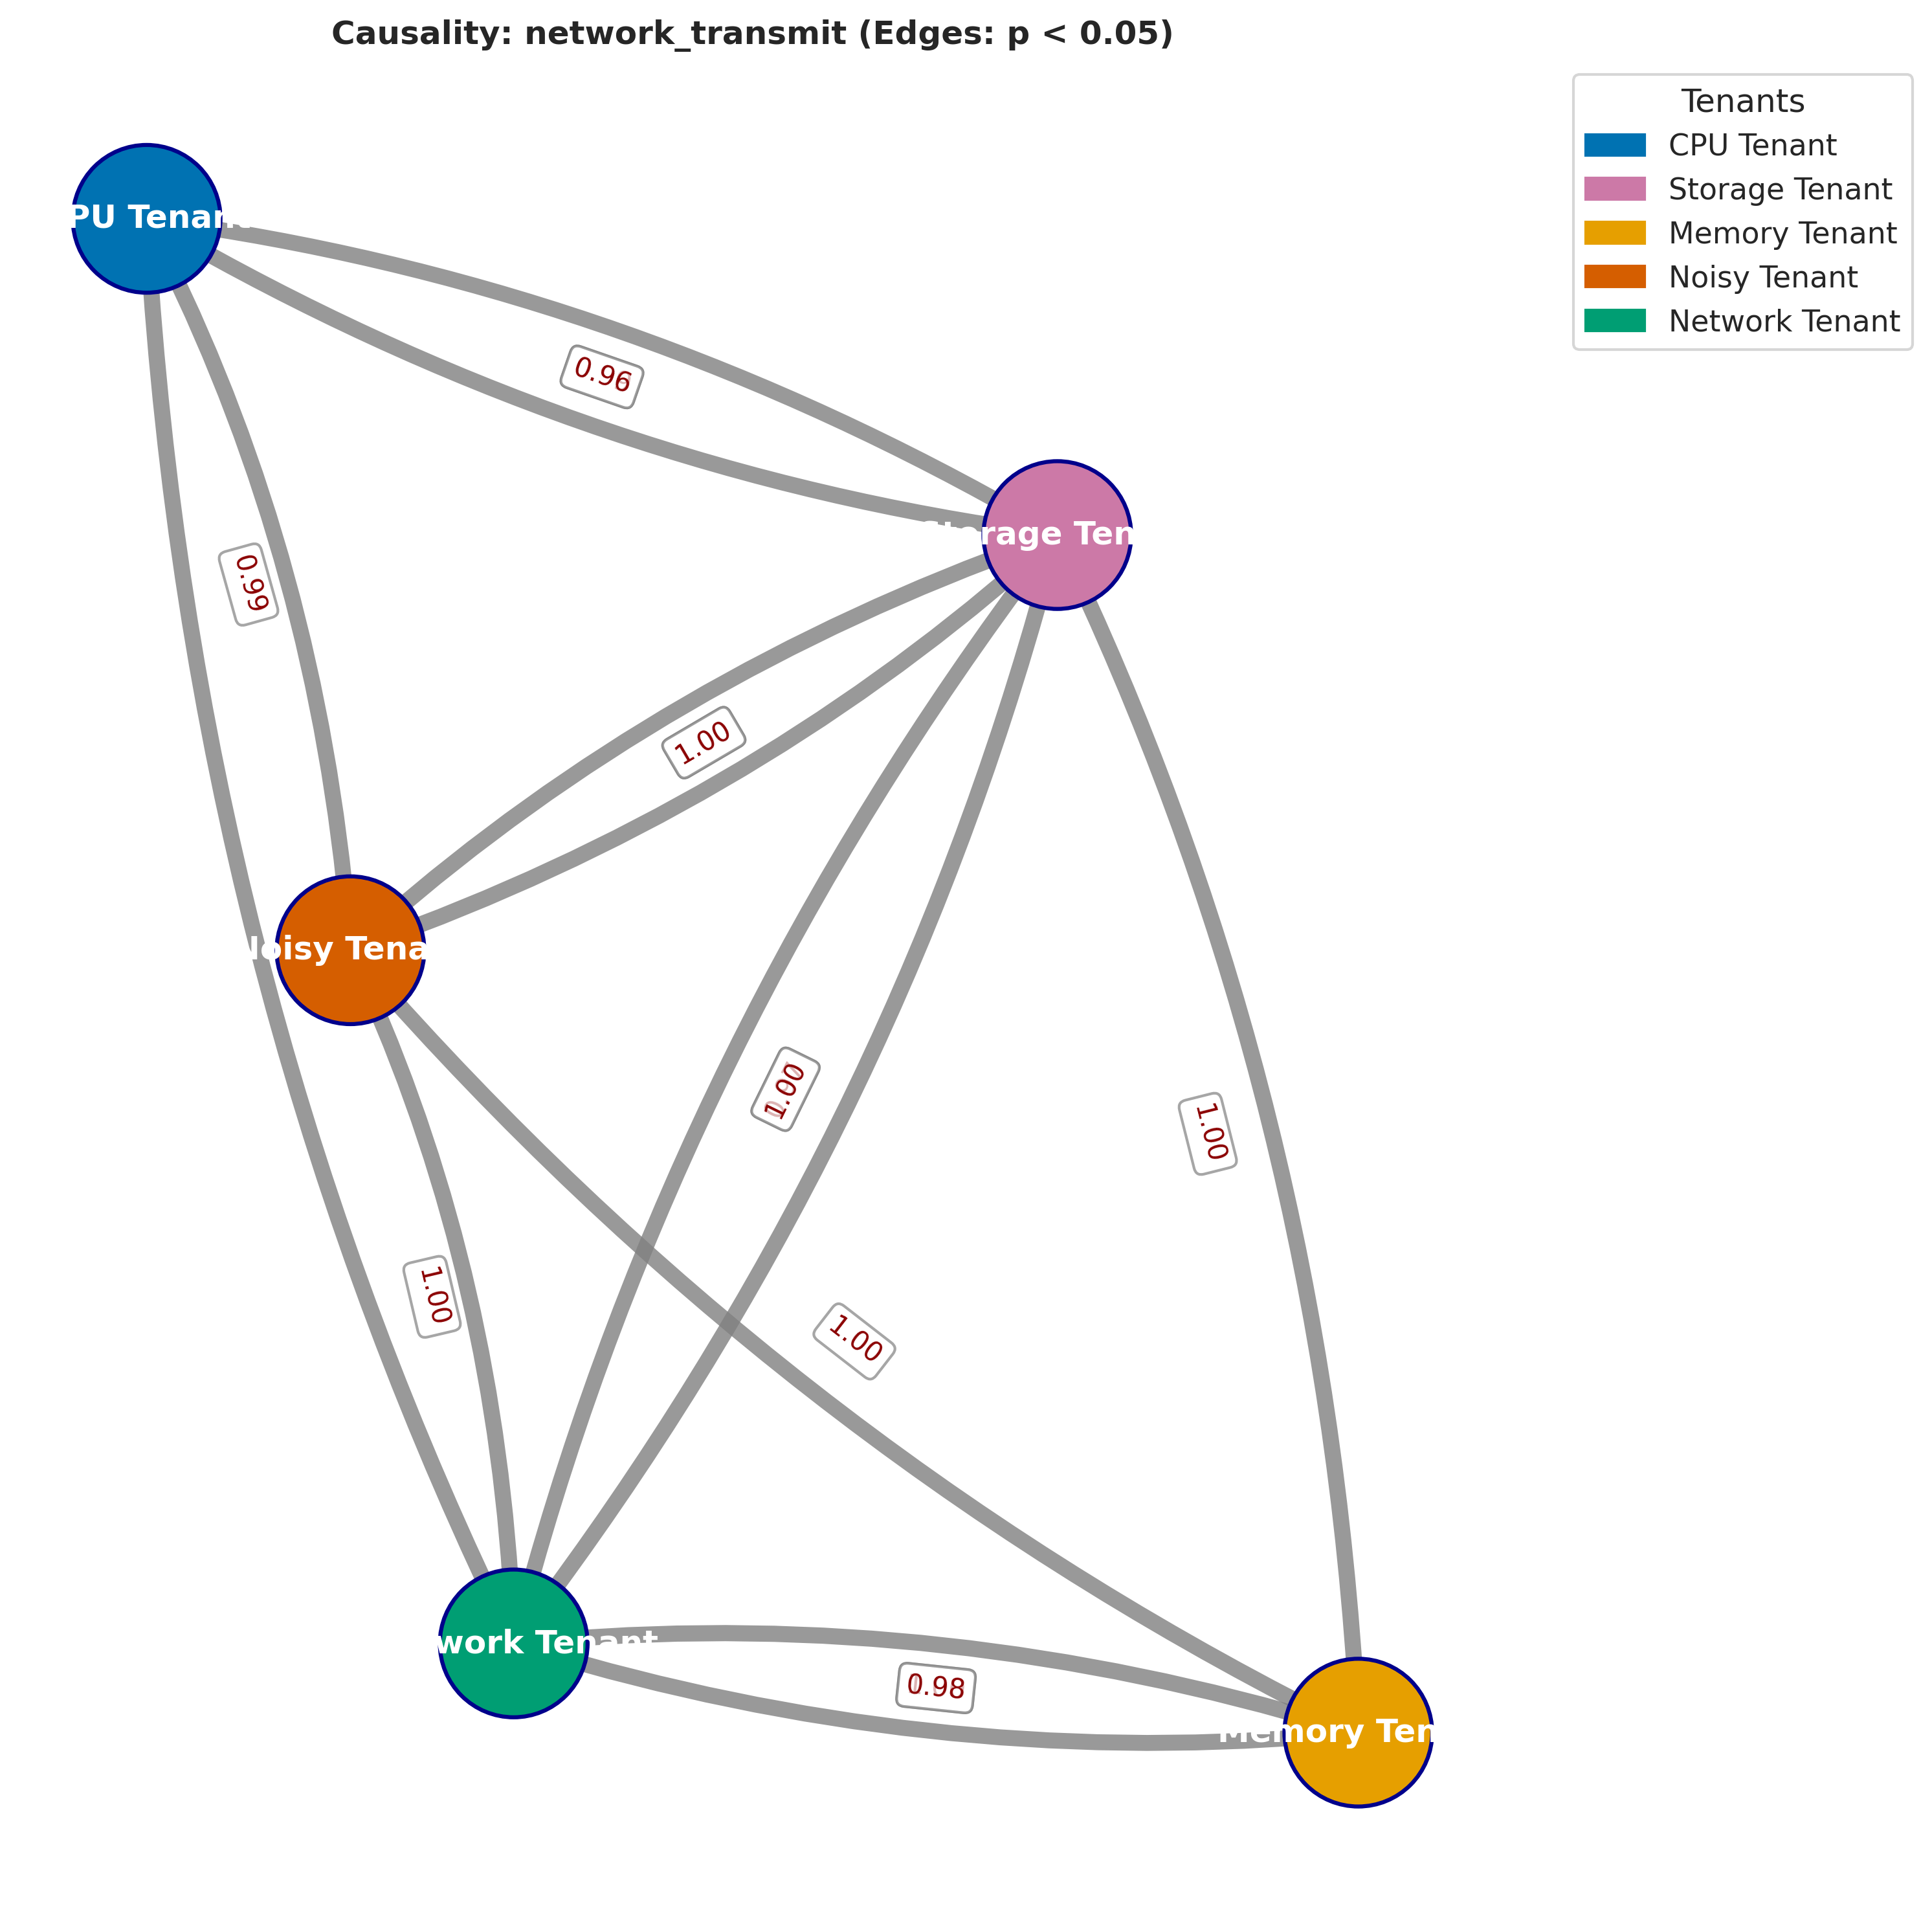 Causality: network_transmit (Edges: p < 0.05)
Tenants
CPU Tenant
Storage Tenant
Memory Tenant
Noisy Tenant
Network Tenant
PU Tenant
0.96
Storage Ten
0.99
1.00
Noisy Tena
1.00
1.00
1.00
1.00
work Tenant
0.98
Memory Ten